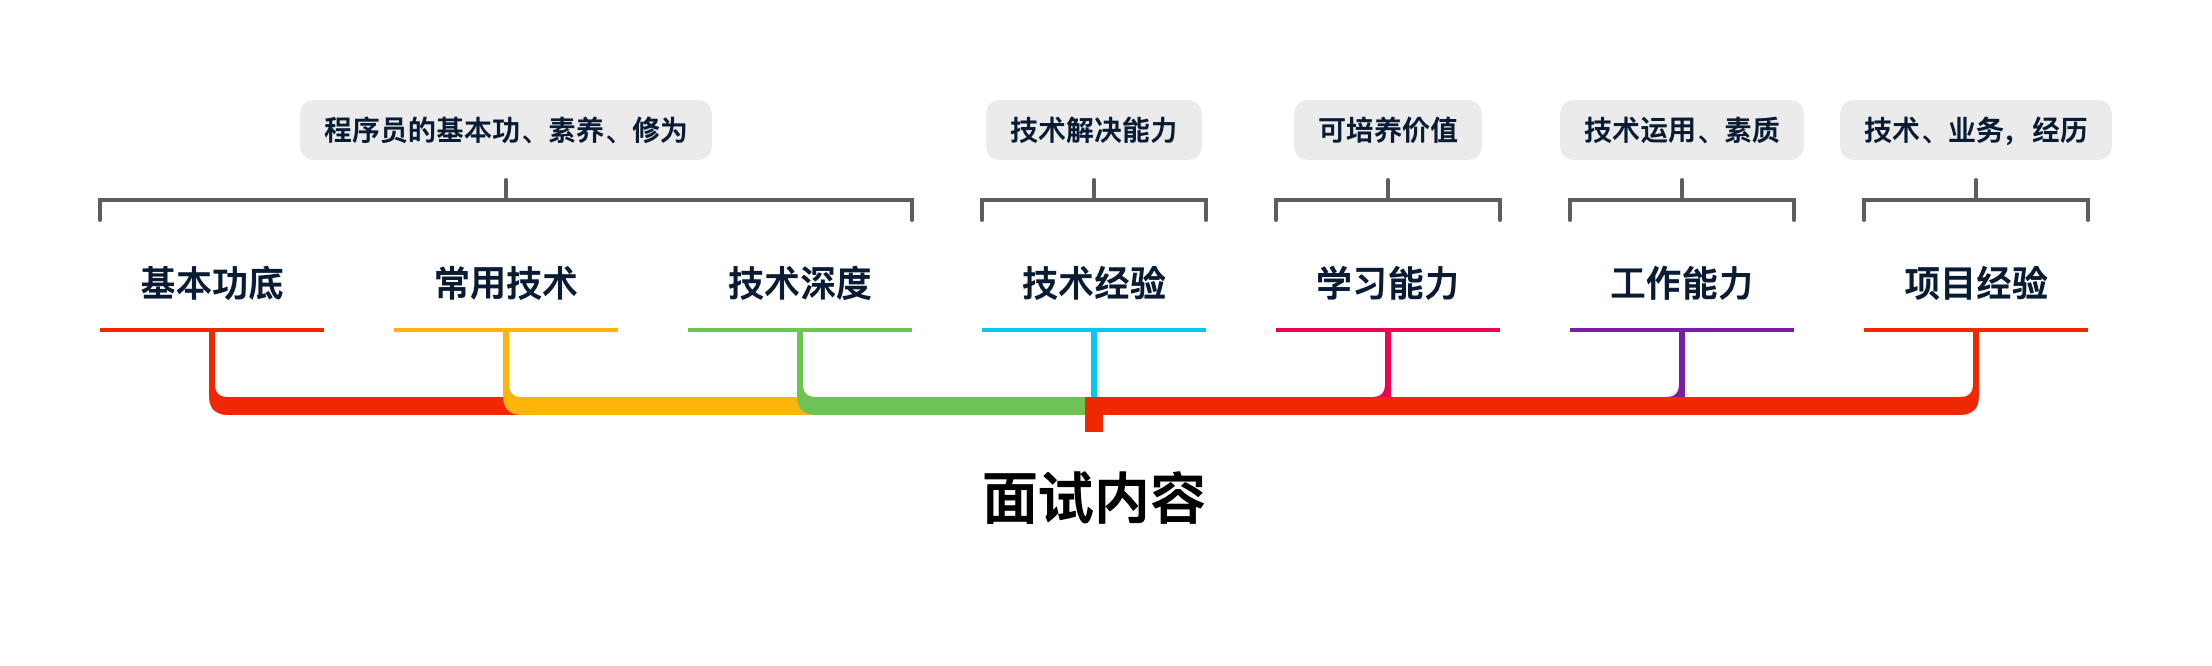 程序员的基本功、素养、修为
技术解决能力
可培养价值
技术运用、素质
技术、业务，经历
基本功底
常用技术
技术深度
技术经验
学习能力
工作能力
项目经验
面试内容